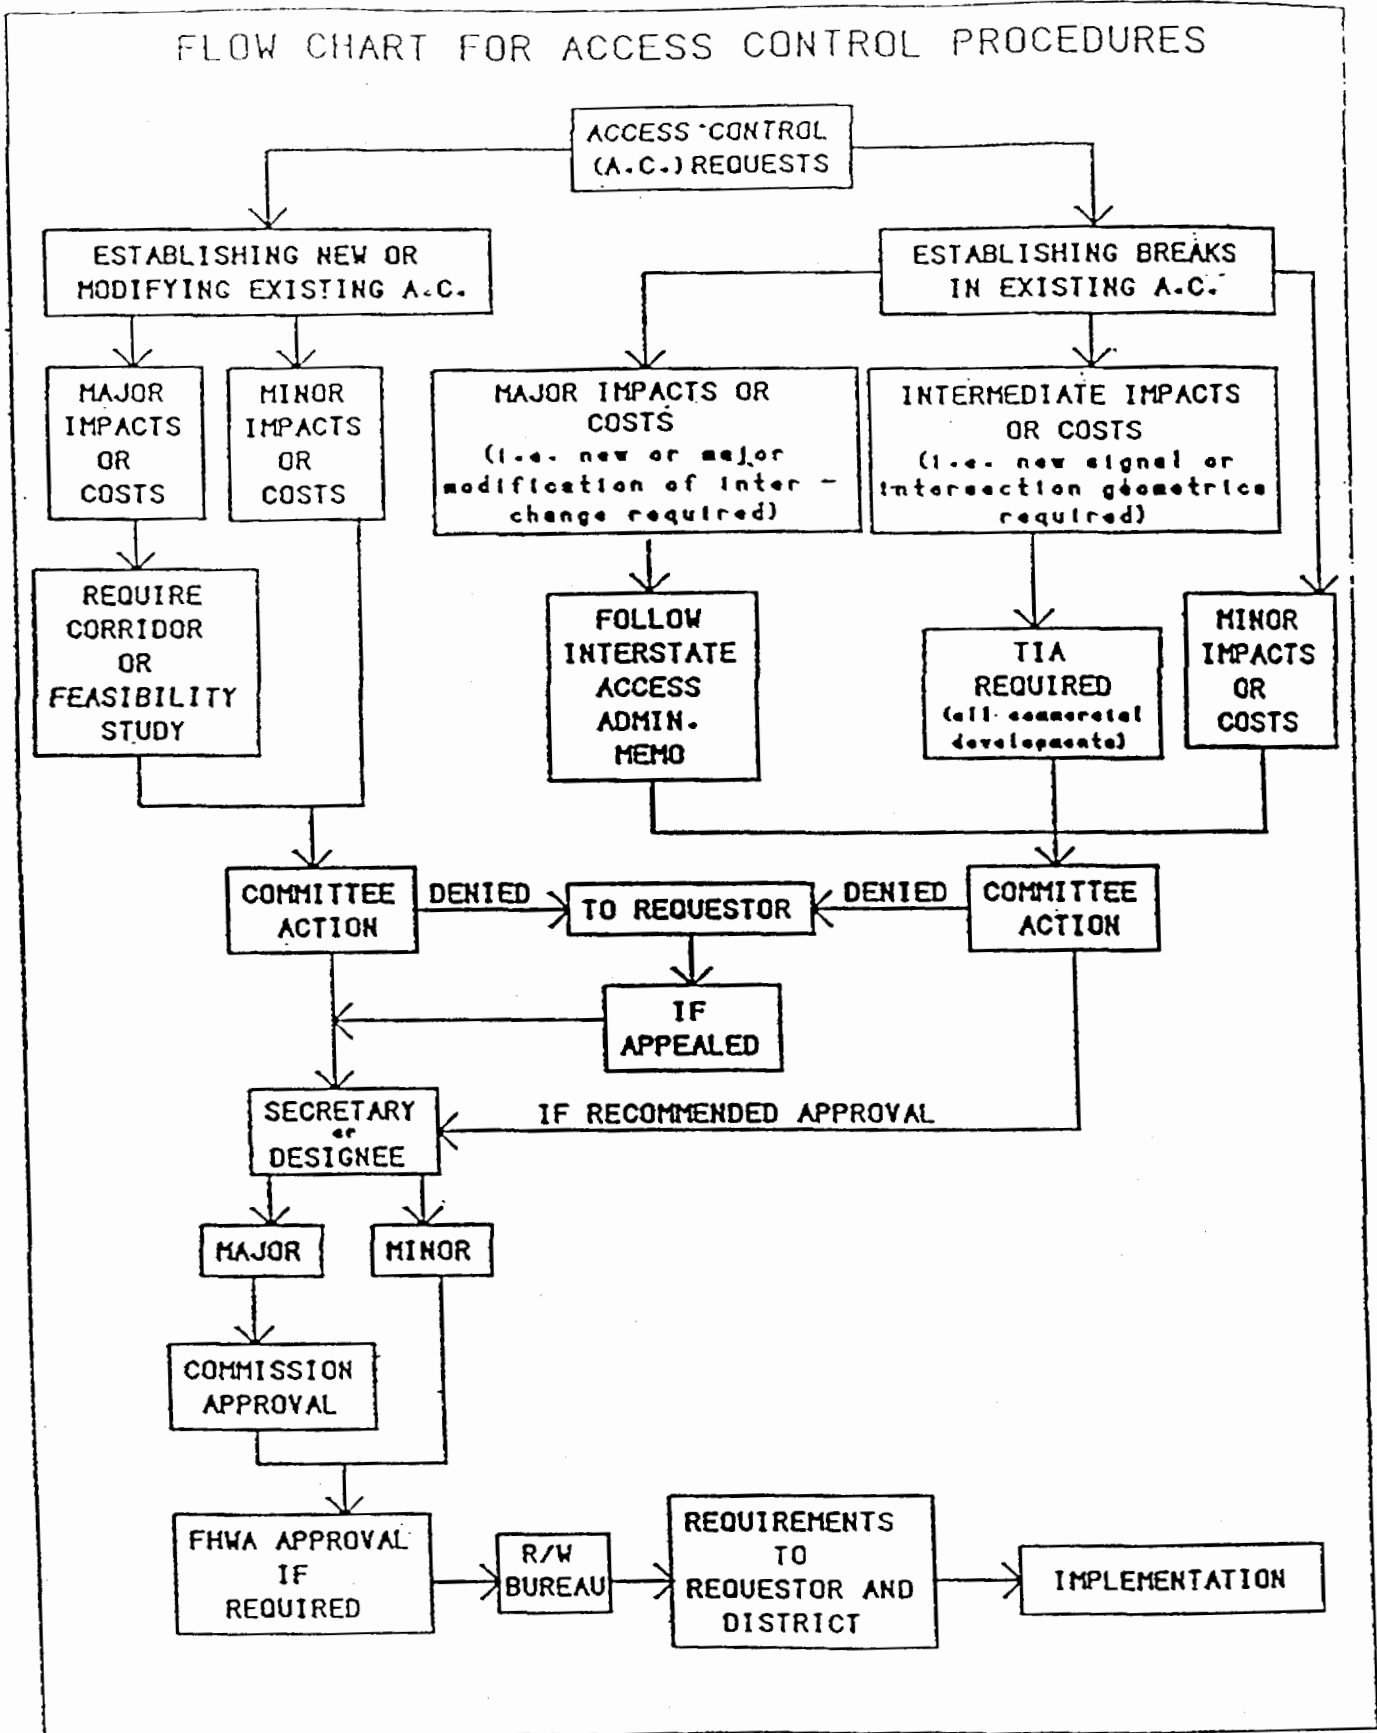 FLOW CHART FOR ACCESS CONTROL PROCEDURES
ACCESS CONTROL
(A.C.) REQUESTS
ESTABLISHING NEW OR
MODIFYING EXISTING A.C.
ESTABLISHING BREAKS
IN EXISTING A.C.
MAJOR
IMPACTS
OR
COSTS
MINOR
IMPACTS
OR
COSTS
MAJOR IMPACTS OR
COSTS
(i.e. new or major
modification of inter -
change required)
INTERMEDIATE IMPACTS
OR COSTS
(i.e. new signal or
intersection geometrics
required)
REQUIRE
CORRIDOR
OR
FEASIBILITY
STUDY
FOLLOW
INTERSTATE
ACCESS
ADMIN.
MEMO
TIA
REQUIRED
(all commercial
developments)
MINOR
IMPACTS
OR
COSTS
COMMITTEE
ACTION
DENIED
TO REQUESTOR
DENIED
COMMITTEE
ACTION
IF
APPEALED
SECRETARY
or
DESIGNEE
IF RECOMMENDED APPROVAL
MAJOR
MINOR
COMMISSION
APPROVAL
FHWA APPROVAL
IF
REQUIRED
R/W
BUREAU
REQUIREMENTS
TO
REQUESTOR AND
DISTRICT
IMPLEMENTATION